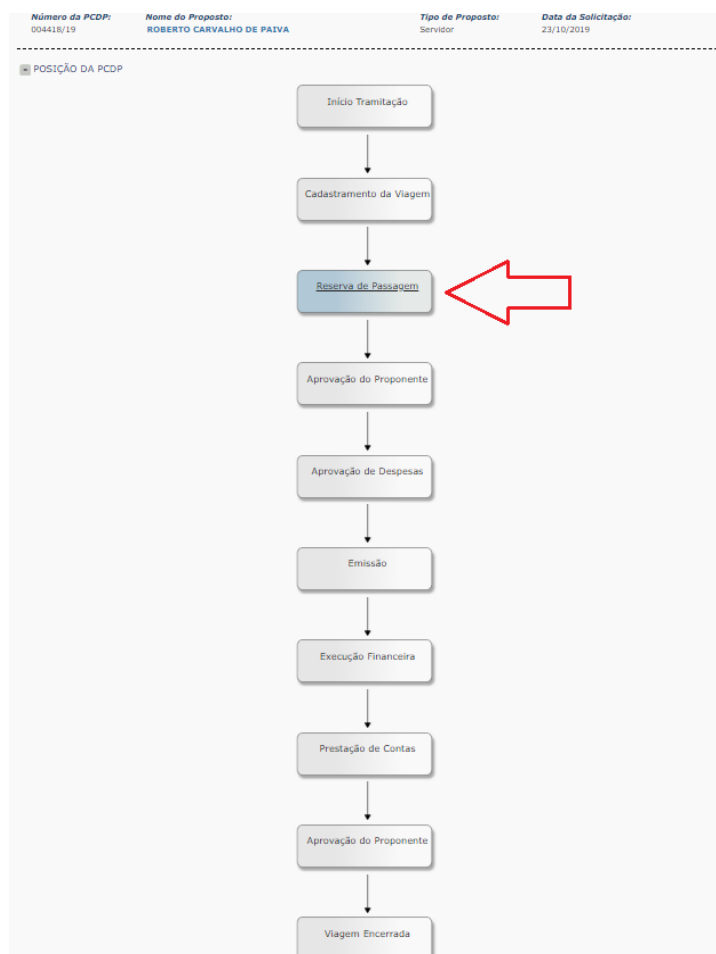 Número da PCDP: Nome do Proposto: Tipo de Proposto: Data da Solicitação:
004418/19 ROBERTO CARVALHO DE PAIVA Servidor 23/10/2019
POSIÇÃO DA PCDP
Início Tramitação
Cadastramento da Viagem
Reserva de Passagem
Aprovação do Proponente
Aprovação de Despesas
Emissão
Execução Financeira
Prestação de Contas
Aprovação do Proponente
Viagem Encerrada